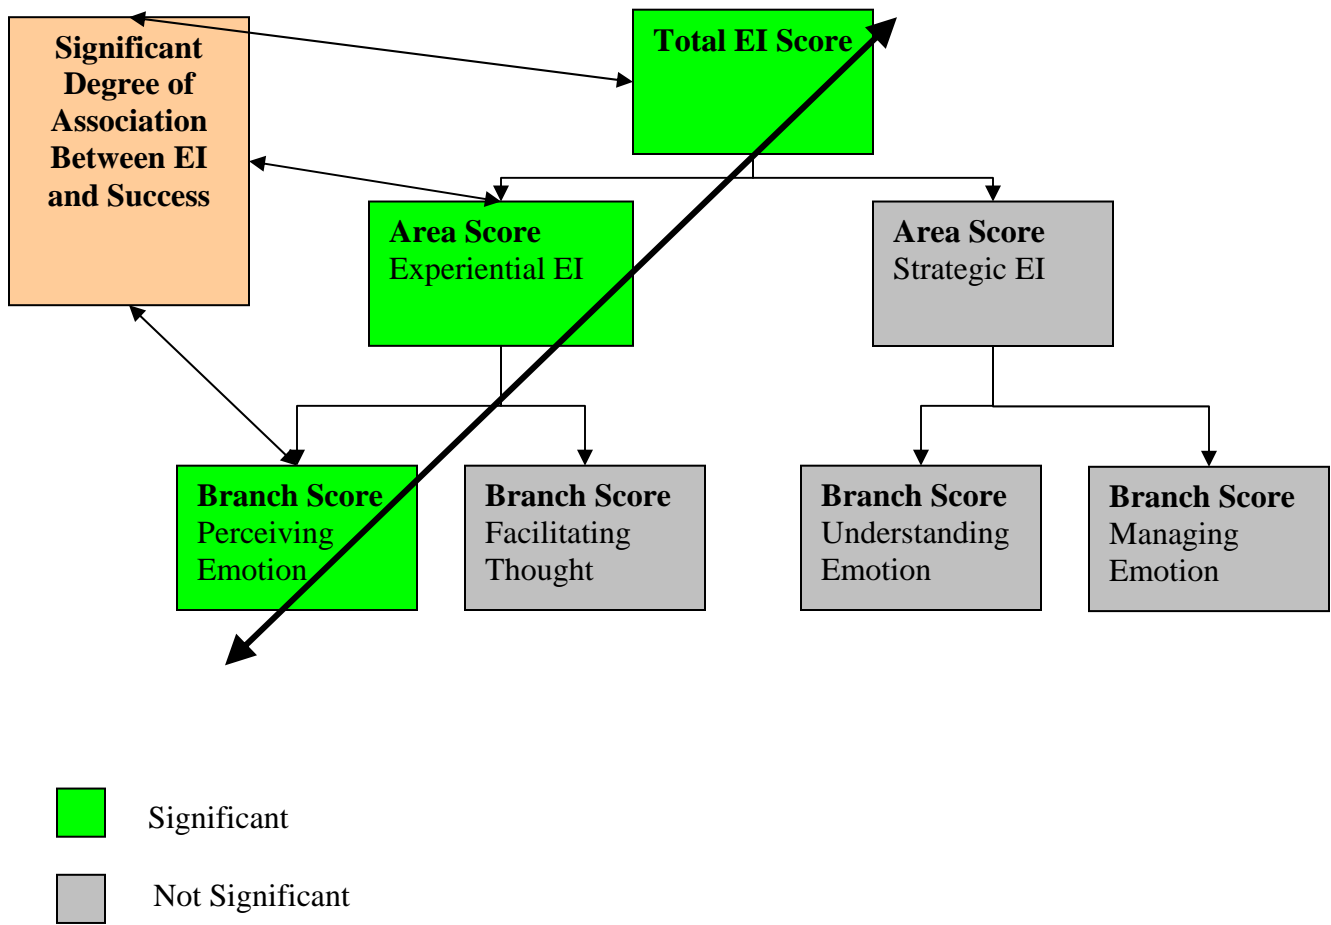 Significant
Degree of
Association
Between EI
and Success
Total EI Score
Area Score
Experiential EI
Area Score
Strategic EI
Branch Score
Perceiving
Emotion
Branch Score
Facilitating
Thought
Branch Score
Understanding
Emotion
Branch Score
Managing
Emotion
Significant
Not Significant